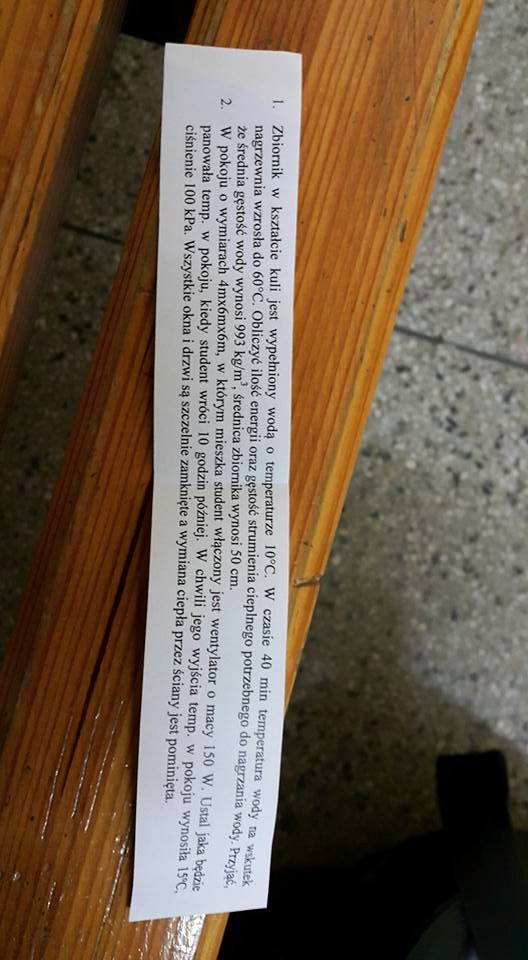 1. Zbiornik w kształcie kuli jest wypełniony wodą o temperaturze 10°C. W czasie 40 min temperatura wody na wskutek
nagrzewnia wzrosła do 60°C. Obliczyć ilość energii oraz gęstość strumienia cieplnego potrzebnego do nagrzania wody. Przyjąć,
że średnia gęstość wody wynosi 993 kg/m³, średnica zbiornika wynosi 50 cm.
2. W pokoju o wymiarach 4mx6mx6m, w którym mieszka student włączony jest wentylator o macy 150 W. Ustal jaka będzie
panowała temp. w pokoju, kiedy student wróci 10 godzin później. W chwili jego wyjścia temp. w pokoju wynosiła 15°C,
ciśnienie 100 kPa. Wszystkie okna i drzwi są szczelnie zamknięte a wymiana ciepła przez ściany jest pominięta.